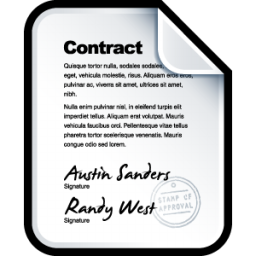 Contract
Quisque tortor nulla, sodales sodales
eget, vehicula molestie, risus. Aliquam eros eros,
pulvinar ac, viverra sit amet, ultrices sit amet,
nibh.
Nulla enim pulvinar nisl, in eleifend turpis elit
imperdiet tellus. Aliquam erat volutpat. Mauris
vehicula faucibus orci. Pellentesque vitae tortor
pharetra tortor scelerisque venenatis. Mauris
congue odio sed lorem.
Austin Sanders
Signature
Randy West
Signature
STAMP OF
APPROVAL